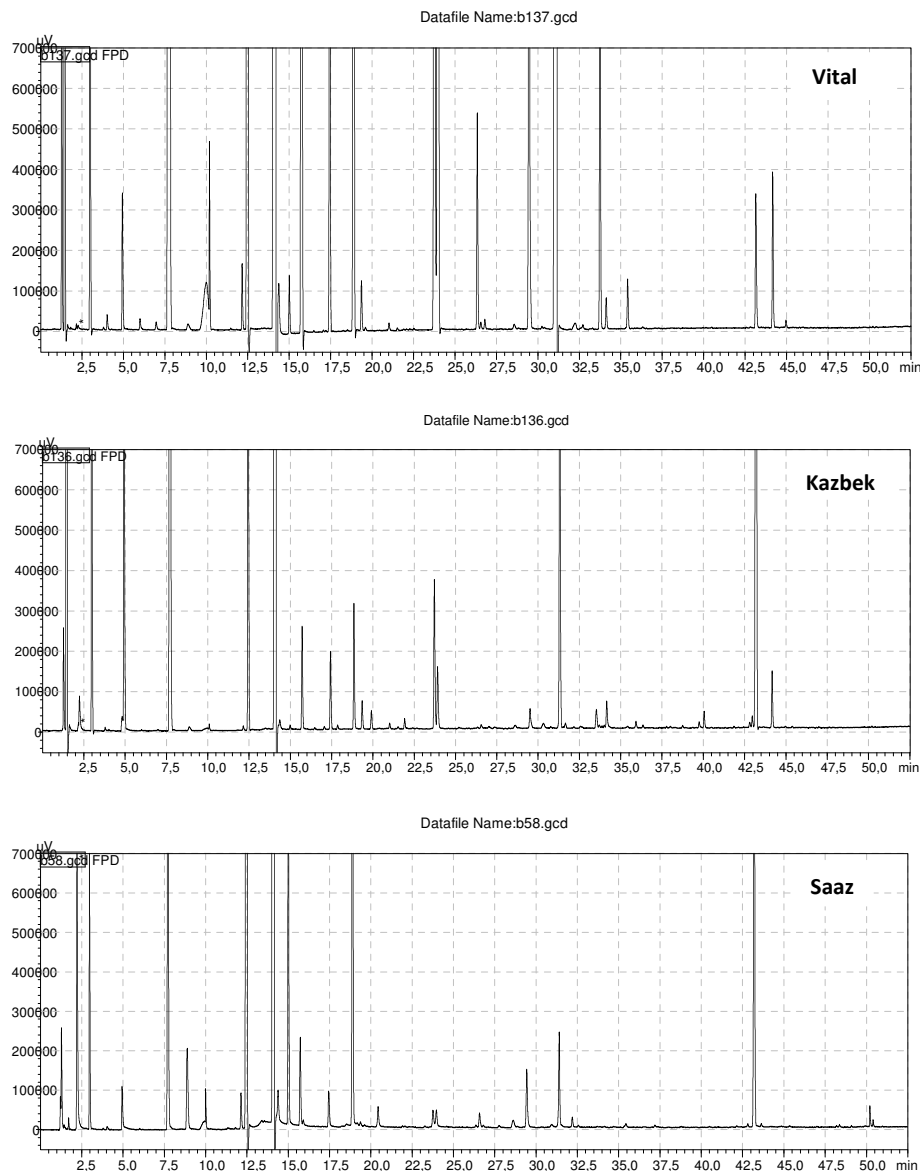 Datafile Name:b137.gcd
uV
700000
b137.gcd FPD
Vital
600000
500000
400000
300000
200000
100000
0
*
2,5 5,0 7,5 10,0 12,5 15,0 17,5 20,0 22,5 25,0 27,5 30,0 32,5 35,0 37,5 40,0 42,5 45,0 47,5 50,0 min
Datafile Name:b136.gcd
uV
700000
b136.gcd FPD
Kazbek
600000
500000
400000
300000
200000
100000
0
*
2,5 5,0 7,5 10,0 12,5 15,0 17,5 20,0 22,5 25,0 27,5 30,0 32,5 35,0 37,5 40,0 42,5 45,0 47,5 50,0 min
Datafile Name:b58.gcd
uV
700000
b58.gcd FPD
Saaz
600000
500000
400000
300000
200000
100000
0
2,5 5,0 7,5 10,0 12,5 15,0 17,5 20,0 22,5 25,0 27,5 30,0 32,5 35,0 37,5 40,0 42,5 45,0 47,5 50,0 min